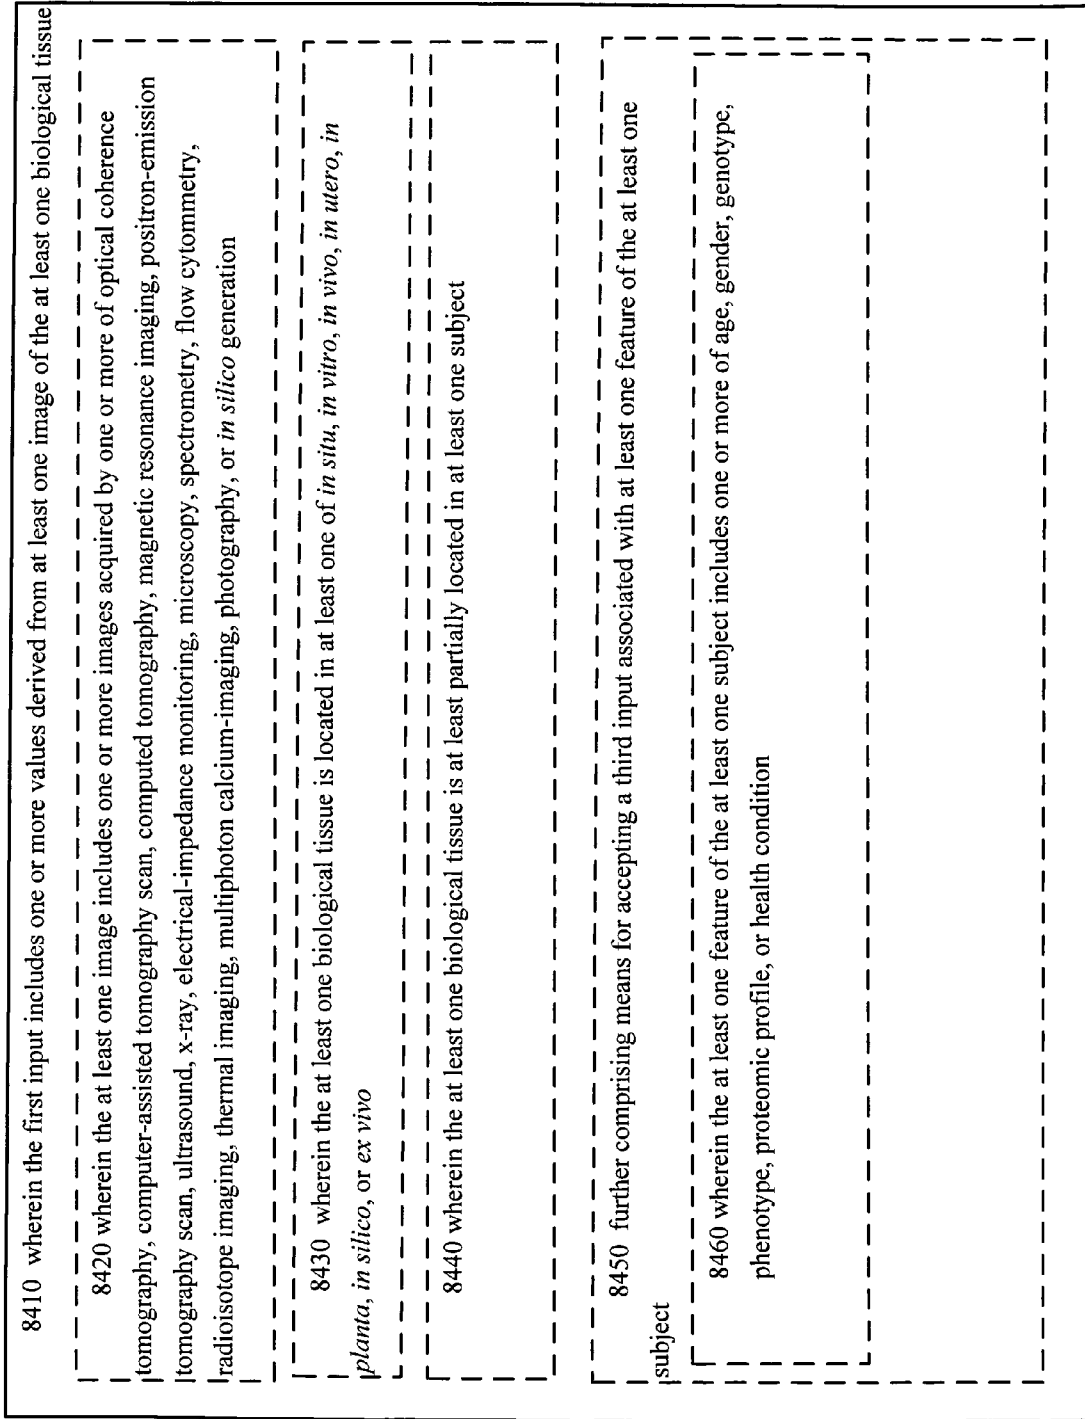 8410 wherein the first input includes one or more values derived from at least one image of the at least one biological tissue
8420 wherein the at least one image includes one or more images acquired by one or more of optical coherence
tomography, computer-assisted tomography scan, computed tomography, magnetic resonance imaging, positron-emission
tomography scan, ultrasound, x-ray, electrical-impedance monitoring, microscopy, spectrometry, flow cytommetry,
radioisotope imaging, thermal imaging, multiphoton calcium-imaging, photography, or in silico generation
8430 wherein the at least one biological tissue is located in at least one of in situ, in vitro, in vivo, in utero, in
planta, in silico, or ex vivo
8440 wherein the at least one biological tissue is at least partially located in at least one subject
8450 further comprising means for accepting a third input associated with at least one feature of the at least one
subject
8460 wherein the at least one feature of the at least one subject includes one or more of age, gender, genotype,
phenotype, proteomic profile, or health condition